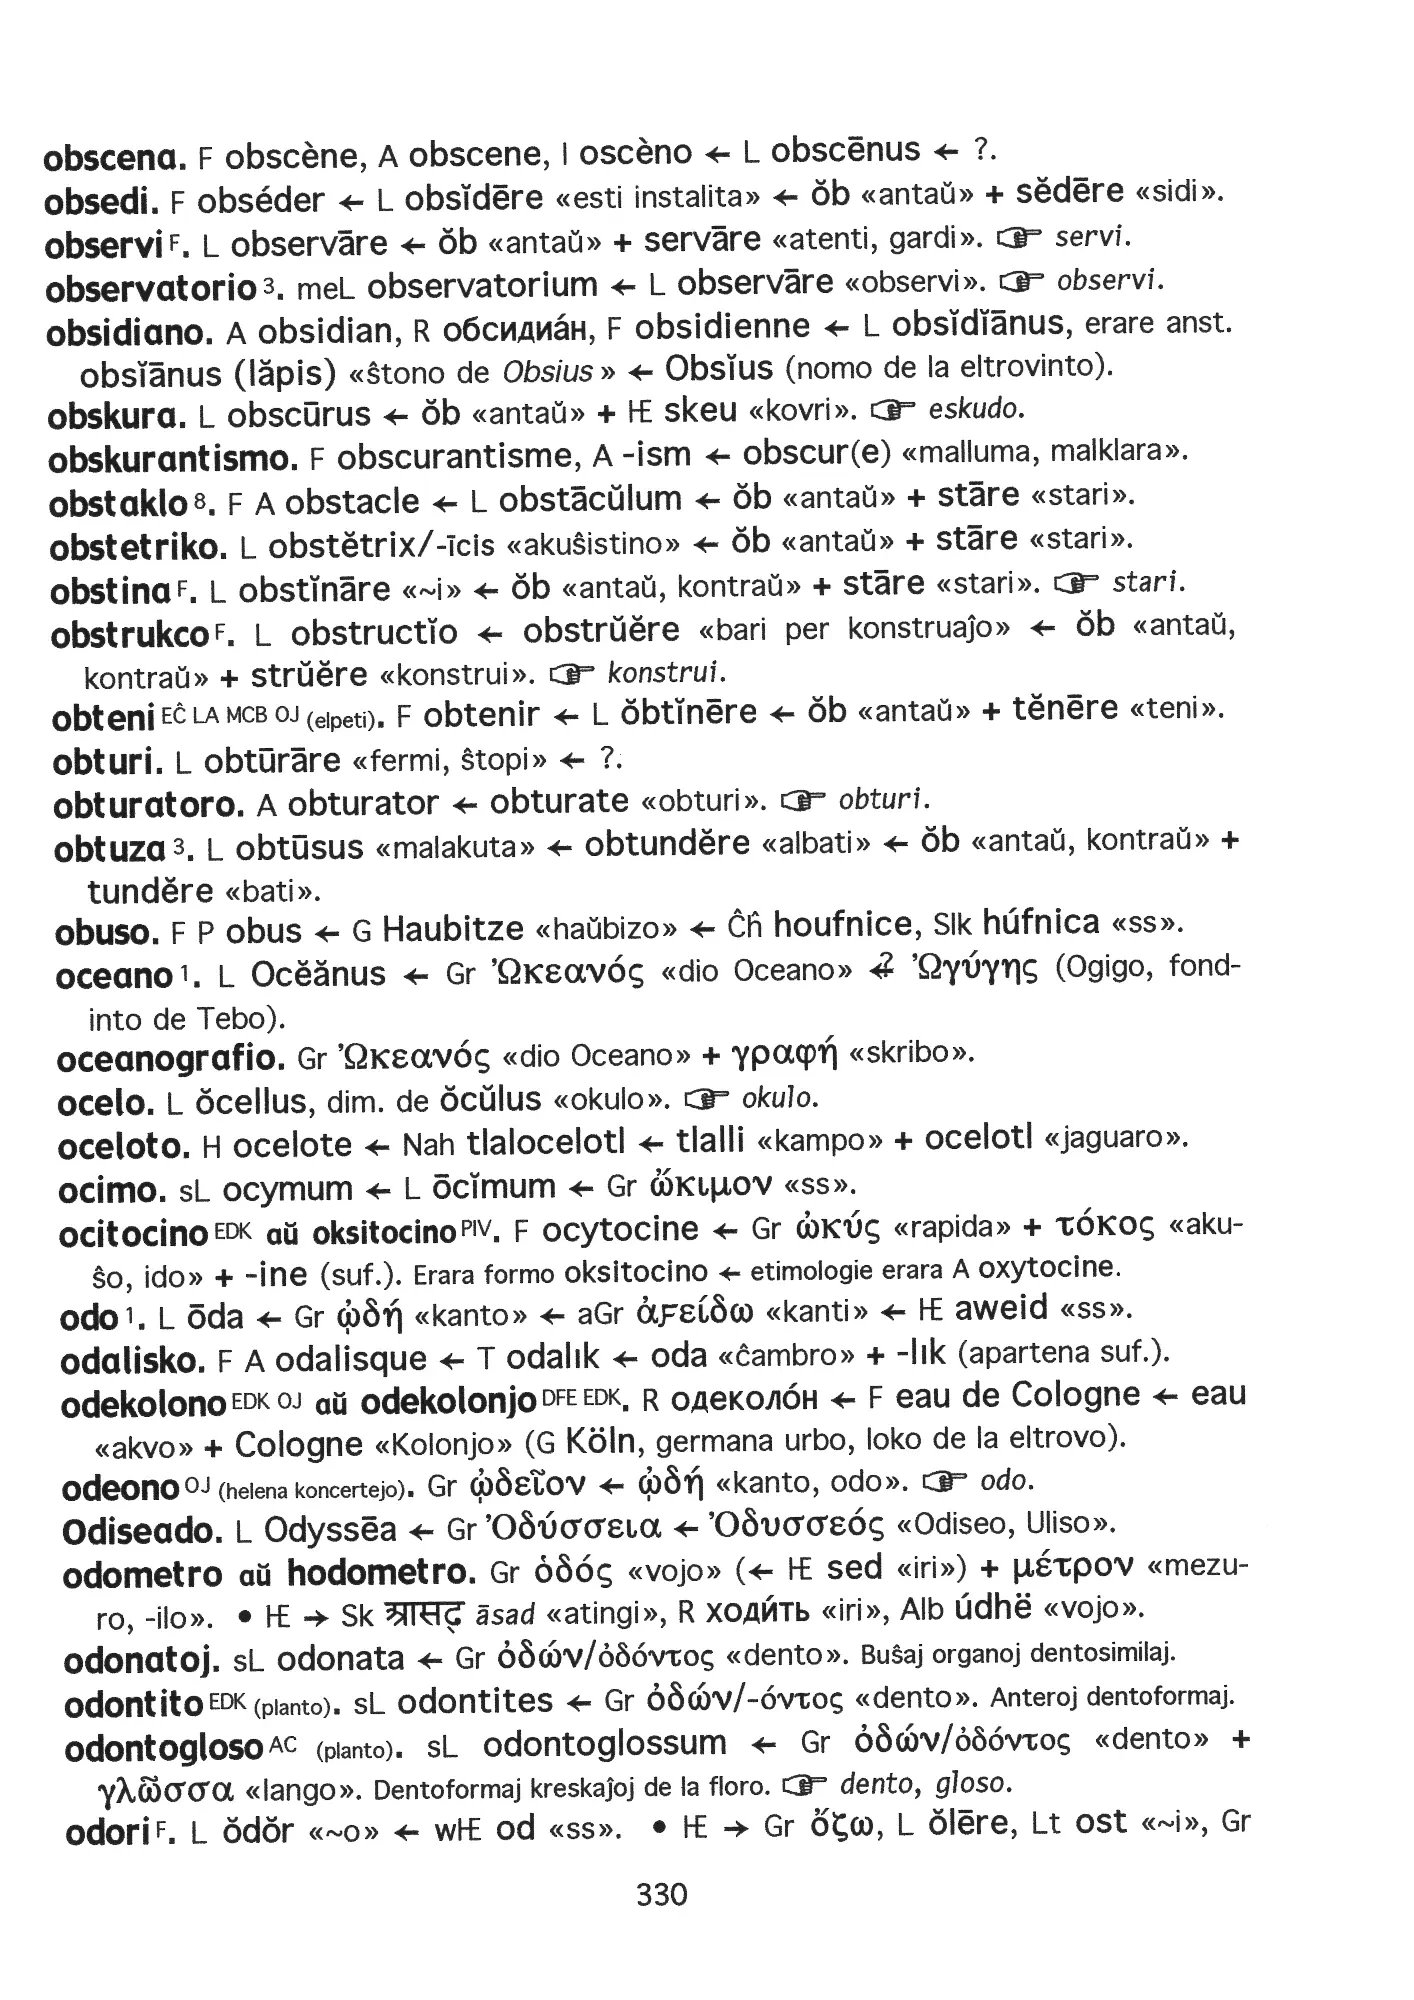 obscena. F obscène, A obscene, I oscèno ← L obscēnus ← ?.
obsedi. F obséder ← L obsĭdēre «esti instalita» ← ŏb «antaŭ» + sĕdēre «sidi».
observi F. L observāre ← ŏb «antaŭ» + servāre «atenti, gardi». ☞ servi.
observatorio 3. meL observatorium ← L observāre «observi». ☞ observi.
obsidiano. A obsidian, R обсидиáн, F obsidienne ← L obsĭdĭānus, erare anst.
obsĭānus (lăpis) «ŝtono de Obsius» ← Obsĭus (nomo de la eltrovinto).
obskura. L obscūrus ← ŏb «antaŭ» + IE skeu «kovri». ☞ eskudo.
obskurantismo. F obscurantisme, A -ism ← obscur(e) «malluma, malklara».
obstaklo 8. F A obstacle ← L obstācŭlum ← ŏb «antaŭ» + stāre «stari».
obstetriko. L obstĕtrix/-īcis «akuŝistino» ← ŏb «antaŭ» + stāre «stari».
obstina F. L obstĭnāre «~i» ← ŏb «antaŭ, kontraŭ» + stāre «stari». ☞ stari.
obstrukco F. L obstructĭo ← obstrŭĕre «bari per konstruaĵo» ← ŏb «antaŭ,
kontraŭ» + strŭĕre «konstrui». ☞ konstrui.
obteni EĈ LA MCB OJ (elpeti). F obtenir ← L ŏbtĭnēre ← ŏb «antaŭ» + tĕnēre «teni».
obturi. L obtūrāre «fermi, ŝtopi» ← ?.
obturatoro. A obturator ← obturate «obturi». ☞ obturi.
obtuza 3. L obtūsus «malakuta» ← obtundĕre «albati» ← ŏb «antaŭ, kontraŭ» +
tundĕre «bati».
obuso. F P obus ← G Haubitze «haŭbizo» ← Ĉĥ houfnice, Slk húfnica «ss».
oceano 1. L Ocĕănus ← Gr Ὠκεανός «dio Oceano» ←? Ὠγύγης (Ogigo, fond-
into de Tebo).
oceanografio. Gr Ὠκεανός «dio Oceano» + γραφή «skribo».
ocelo. L ŏcellus, dim. de ŏcŭlus «okulo». ☞ okulo.
oceloto. H ocelote ← Nah tlalocelotl ← tlalli «kampo» + ocelotl «jaguaro».
ocimo. sL ocymum ← L ōcĭmum ← Gr ὤκιμον «ss».
ocitocino EDK aŭ oksitocino PIV. F ocytocine ← Gr ὠκύς «rapida» + τόκος «aku-
ŝo, ido» + -ine (suf.). Erara formo oksitocino ← etimologie erara A oxytocine.
odo 1. L ōda ← Gr ᾠδή «kanto» ← aGr ἀϝείδω «kanti» ← IE aweid «ss».
odalisko. F A odalisque ← T odalık ← oda «ĉambro» + -lık (apartena suf.).
odekolono EDK OJ aŭ odekolonjo DFE EDK. R одеколóн ← F eau de Cologne ← eau
«akvo» + Cologne «Kolonjo» (G Köln, germana urbo, loko de la eltrovo).
odeono OJ (helena koncertejo). Gr ᾠδεῖον ← ᾠδή «kanto, odo». ☞ odo.
Odiseado. L Odyssēa ← Gr Ὀδύσσεια ← Ὀδυσσεός «Odiseo, Uliso».
odometro aŭ hodometro. Gr ὁδός «vojo» (← IE sed «iri») + μέτρον «mezu-
ro, -ilo». • IE → Sk आसद् āsad «atingi», R ходи́ть «iri», Alb údhë «vojo».
odonatoj. sL odonata ← Gr ὀδών/ὀδόντος «dento». Buŝaj organoj dentosimilaj.
odontito EDK (planto). sL odontites ← Gr ὀδών/-όντος «dento». Anteroj dentoformaj.
odontogloso AC (planto). sL odontoglossum ← Gr ὀδών/ὀδόντος «dento» +
γλῶσσα «lango». Dentoformaj kreskaĵoj de la floro. ☞ dento, gloso.
odori F. L ŏdŏr «~o» ← wIE od «ss». • IE → Gr ὄζω, L ŏlēre, Lt ost «~i», Gr
330